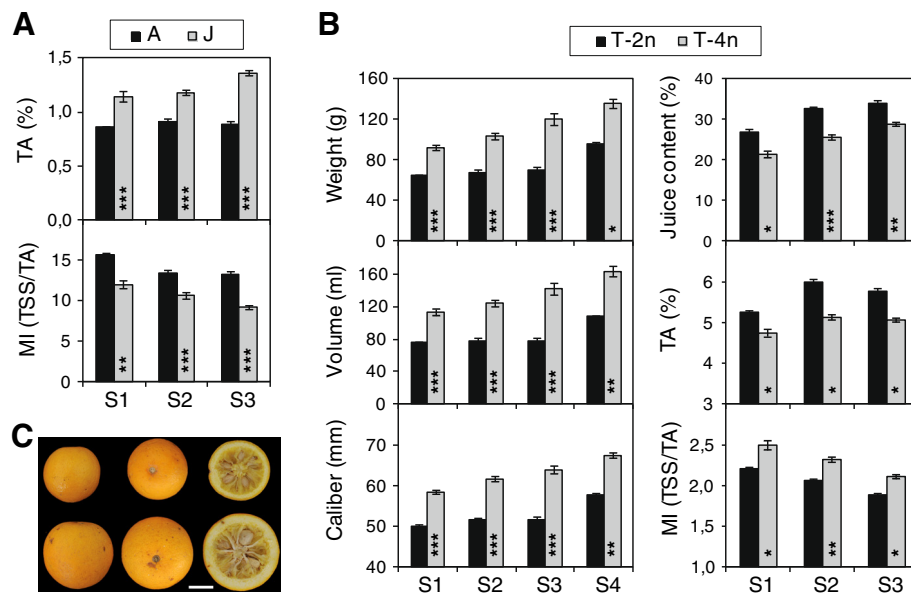 A
A J
1,5
1,0
0,5
0,0
TA (%)
*** *** ***
15
10
5
0
MI (TSS/TA)
** *** ***
S1 S2 S3
B
T-2n T-4n
160
120
80
40
0
Weight (g)
*** *** *** *
160
120
80
40
0
Volume (ml)
*** *** *** **
70
60
50
40
Caliber (mm)
*** *** *** **
S1 S2 S3 S4
40
30
20
10
0
Juice content (%)
* *** **
6
5
4
3
TA (%)
* * *
2,5
2,0
1,5
1,0
MI (TSS/TA)
* ** *
S1 S2 S3
C